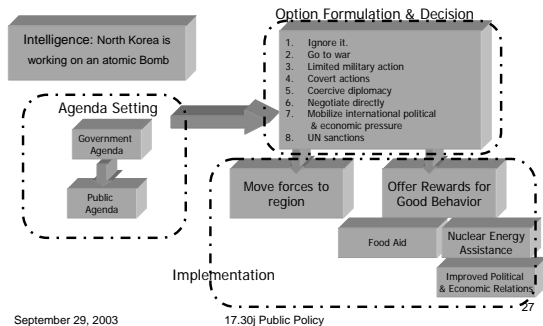 Option Formulation & Decision
Intelligence: North Korea is
working on an atomic Bomb
1. Ignore it.
2. Go to war
3. Limited military action
4. Covert actions
5. Coercive diplomacy
6. Negotiate directly
7. Mobilize international political
& economic pressure
8. UN sanctions
Agenda Setting
Government
Agenda
Public
Agenda
Move forces to
region
Offer Rewards for
Good Behavior
Food Aid
Nuclear Energy
Assistance
Improved Political
& Economic Relations
Implementation
27
September 29, 2003
17.30j Public Policy